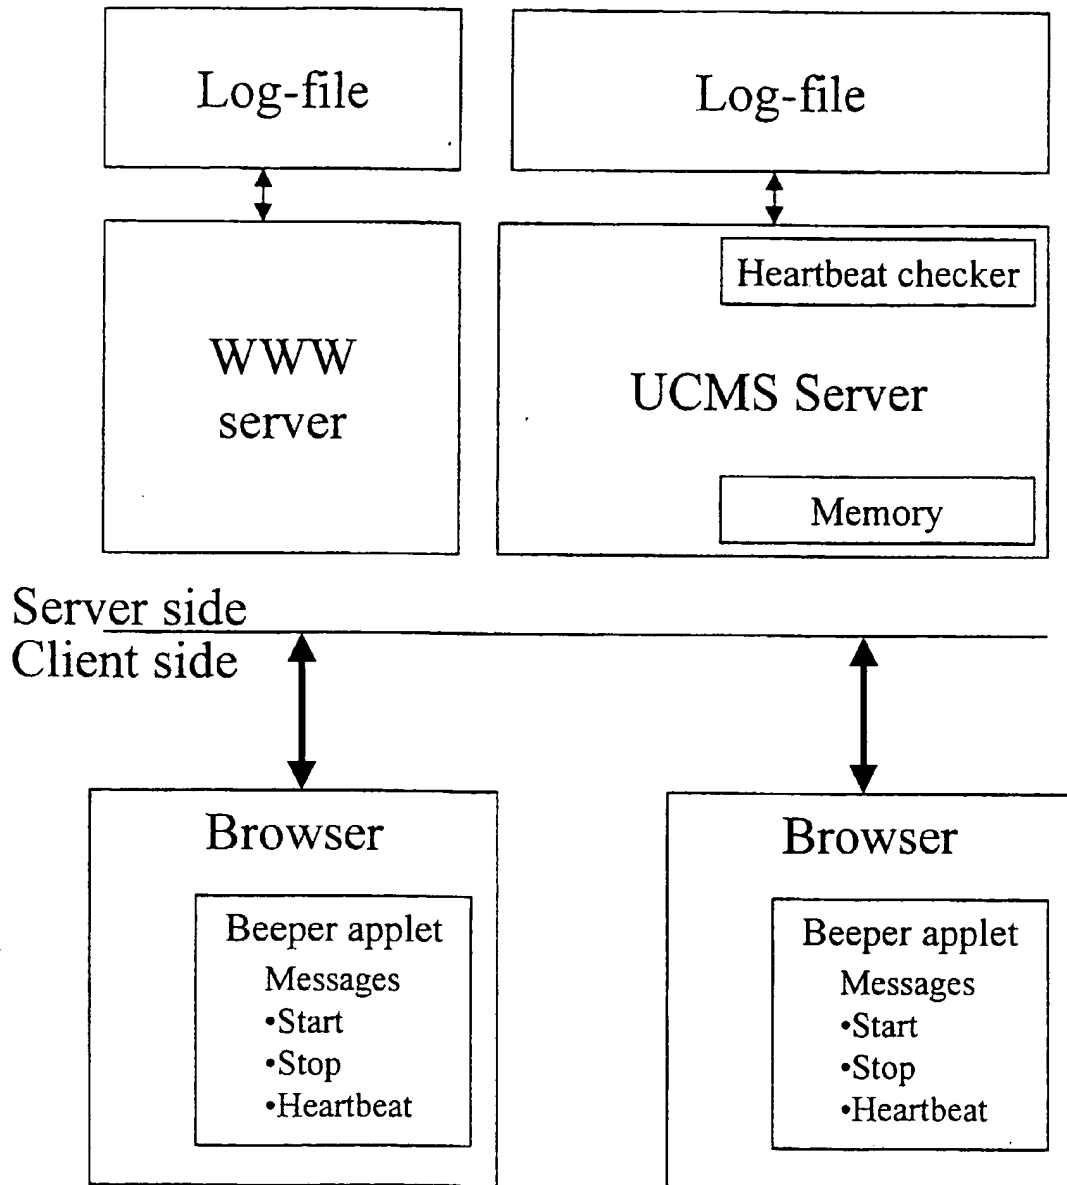 Log-file
Log-file
WWW
server
Heartbeat checker
UCMS Server
Memory
Server side
Client side
Browser
Beeper applet
Messages
•Start
•Stop
•Heartbeat
Browser
Beeper applet
Messages
•Start
•Stop
•Heartbeat